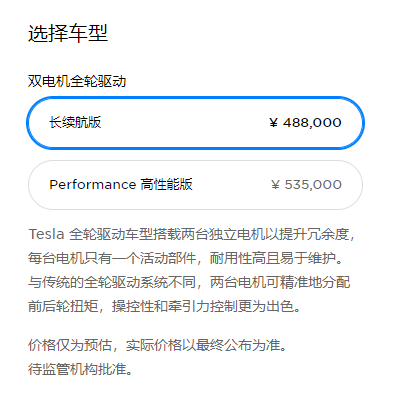 选择车型
双电机全轮驱动
长续航版 ¥ 488,000
Performance 高性能版 ¥ 535,000
Tesla 全轮驱动车型搭载两台独立电机以提升冗余度，
每台电机只有一个活动部件，耐用性高且易于维护。
与传统的全轮驱动系统不同，两台电机可精准地分配
前后轮扭矩，操控性和牵引力控制更为出色。
价格仅为预估，实际价格以最终公布为准。
待监管机构批准。